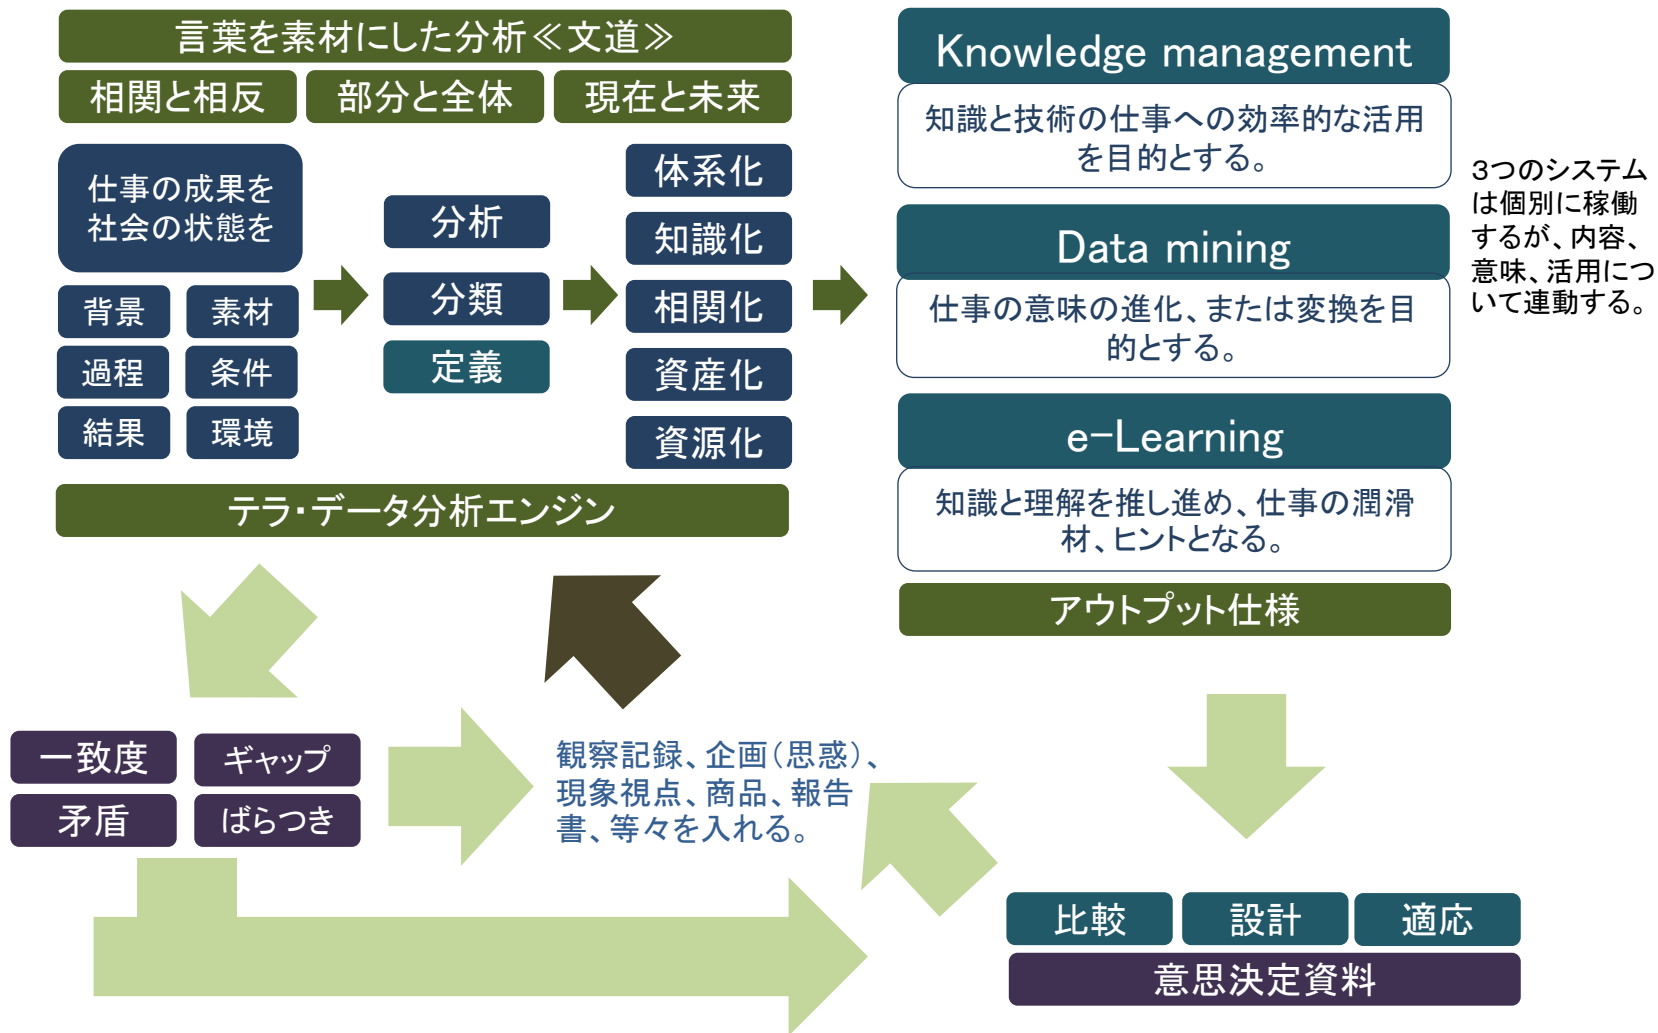 言葉を素材にした分析≪文道≫
相関と相反
部分と全体
現在と未来
仕事の成果を
社会の状態を
背景
素材
過程
条件
結果
環境
分析
分類
定義
体系化
知識化
相関化
資産化
資源化
テラ・データ分析エンジン
Knowledge management
知識と技術の仕事への効率的な活用
を目的とする。
Data mining
仕事の意味の進化、または変換を目
的とする。
e-Learning
知識と理解を推し進め、仕事の潤滑
材、ヒントとなる。
アウトプット仕様
3つのシステム
は個別に稼働
するが、内容、
意味、活用につ
いて連動する。
一致度
ギャップ
矛盾
ばらつき
観察記録、企画(思惑)、
現象視点、商品、報告
書、等々を入れる。
比較
設計
適応
意思決定資料